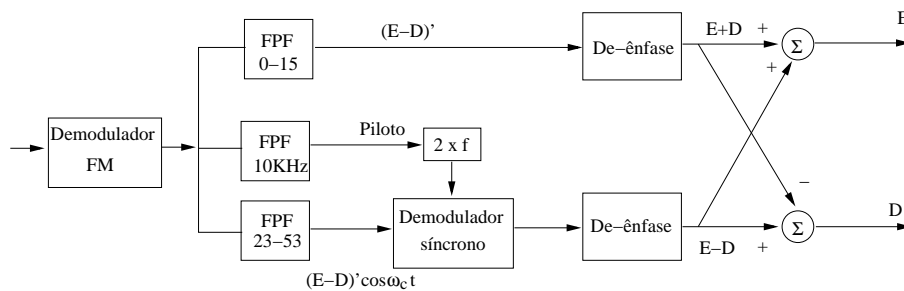 FPF
0–15
(E–D)'
De–ênfase
E+D
+
Σ
E
+
Demodulador
FM
FPF
10KHz
Piloto
2 x f
FPF
23–53
(E–D)'cosω_c t
Demodulador
síncrono
De–ênfase
E–D
–
+
Σ
D